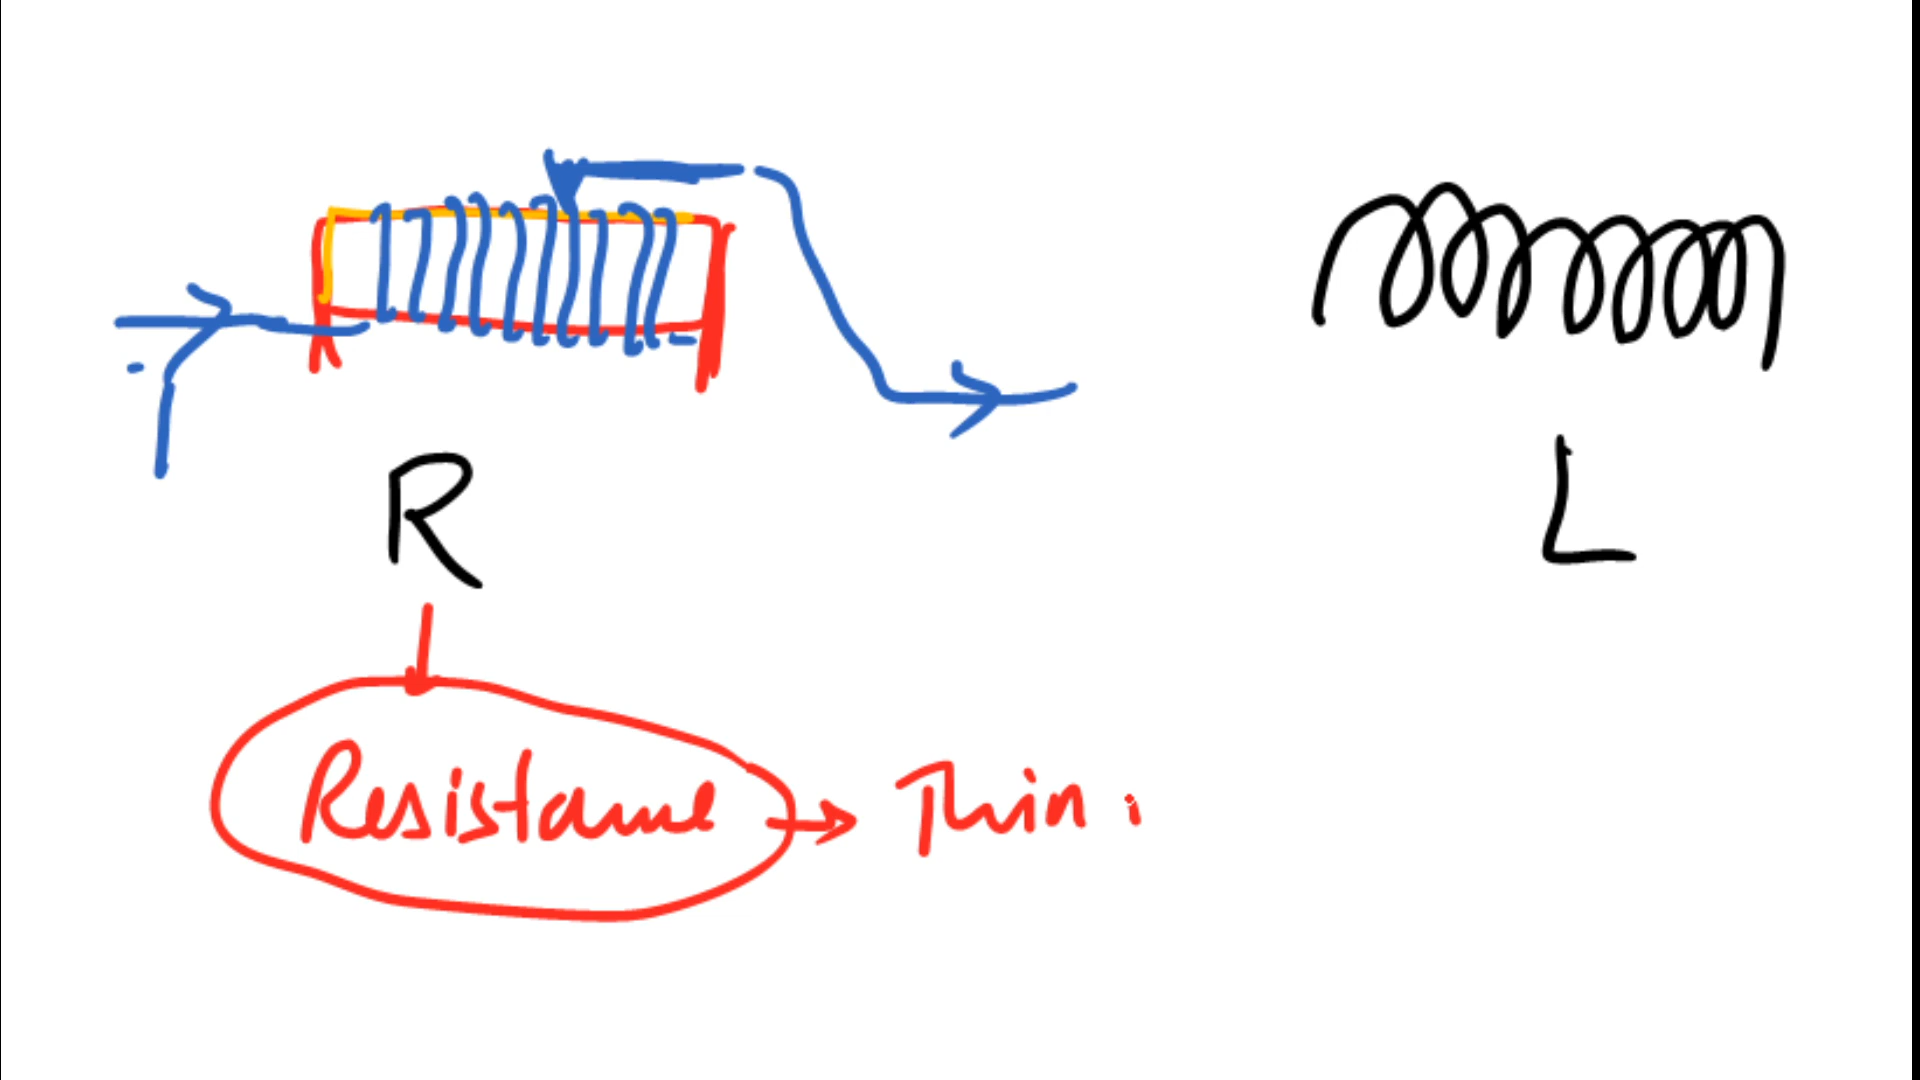 R
L
Resistance → Thin